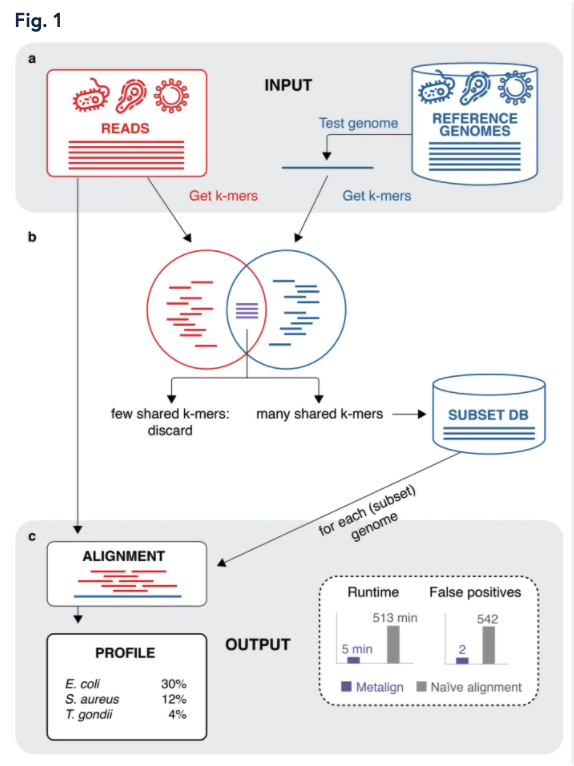 Fig. 1
a
INPUT
READS
REFERENCE
GENOMES
Test genome
Get k-mers
Get k-mers
b
few shared k-mers:
discard
many shared k-mers
SUBSET DB
for each (subset)
genome
c
ALIGNMENT
PROFILE
E. coli 30%
S. aureus 12%
T. gondii 4%
OUTPUT
Runtime
5 min
513 min
False positives
2
542
Metalign
Naïve alignment